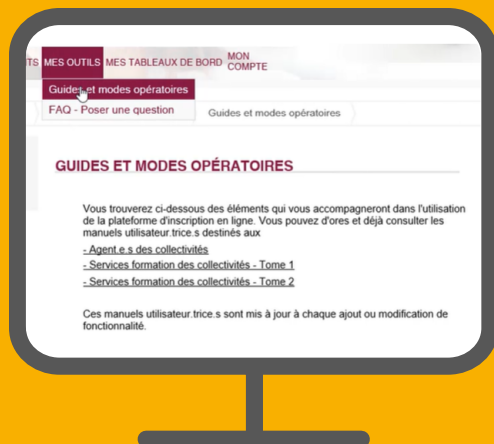 TS MES OUTILS MES TABLEAUX DE BORD MON COMPTE
Guides et modes opératoires
FAQ - Poser une question
Guides et modes opératoires
GUIDES ET MODES OPÉRATOIRES
Vous trouverez ci-dessous des éléments qui vous accompagneront dans l'utilisation
de la plateforme d'inscription en ligne. Vous pouvez d'ores et déjà consulter les
manuels utilisateur.trice.s destinés aux
- Agent.e.s des collectivités
- Services formation des collectivités - Tome 1
- Services formation des collectivités - Tome 2
Ces manuels utilisateur.trice.s sont mis à jour à chaque ajout ou modification de
fonctionnalité.